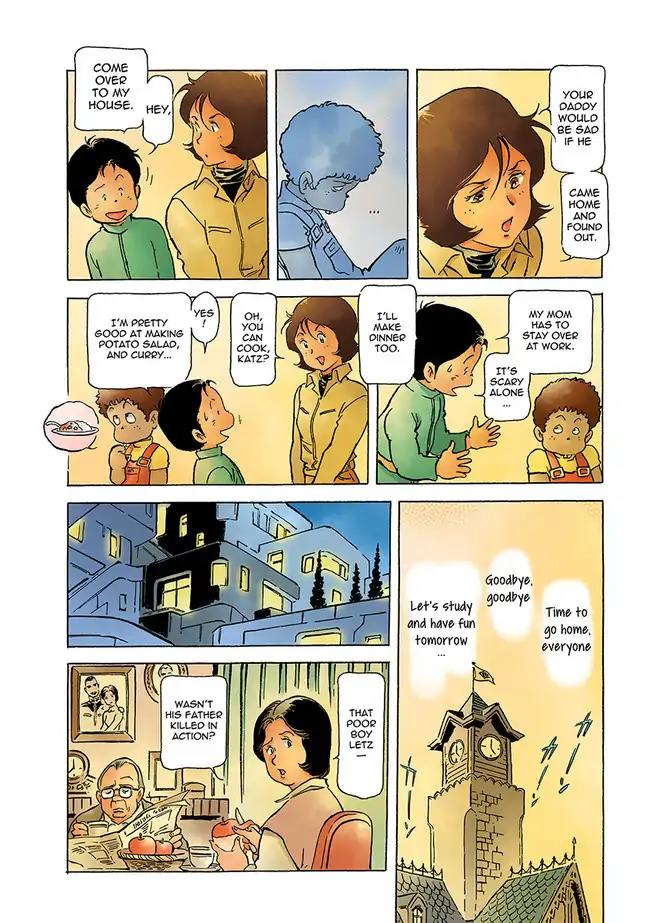 YOUR
DADDY
WOULD
BE SAD
IF HE
CAME
HOME
AND
FOUND
OUT.
...
HEY,
COME
OVER
TO MY
HOUSE.
MY MOM
HAS TO
STAY OVER
AT WORK.
IT'S
SCARY
ALONE
...
I'LL
MAKE
DINNER
TOO.
OH,
YOU
CAN
COOK,
KATZ?
YES
!
I'M PRETTY
GOOD AT MAKING
POTATO SALAD,
AND CURRY...
Time to
go home,
everyone
Goodbye,
goodbye
Let's study
and have fun
tomorrow
...
THAT
POOR
BOY
LETZ
—
WASN'T
HIS FATHER
KILLED IN
ACTION?